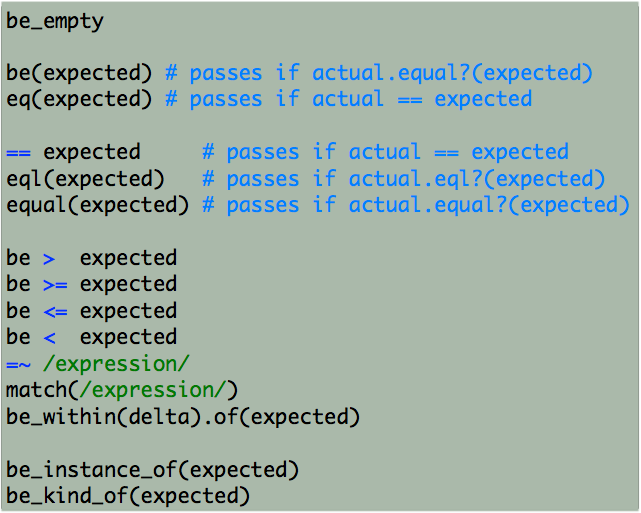 be_empty
be(expected) # passes if actual.equal?(expected)
eq(expected) # passes if actual == expected
== expected     # passes if actual == expected
eql(expected)   # passes if actual.eql?(expected)
equal(expected) # passes if actual.equal?(expected)
be >  expected
be >= expected
be <= expected
be <  expected
=~ /expression/
match(/expression/)
be_within(delta).of(expected)
be_instance_of(expected)
be_kind_of(expected)